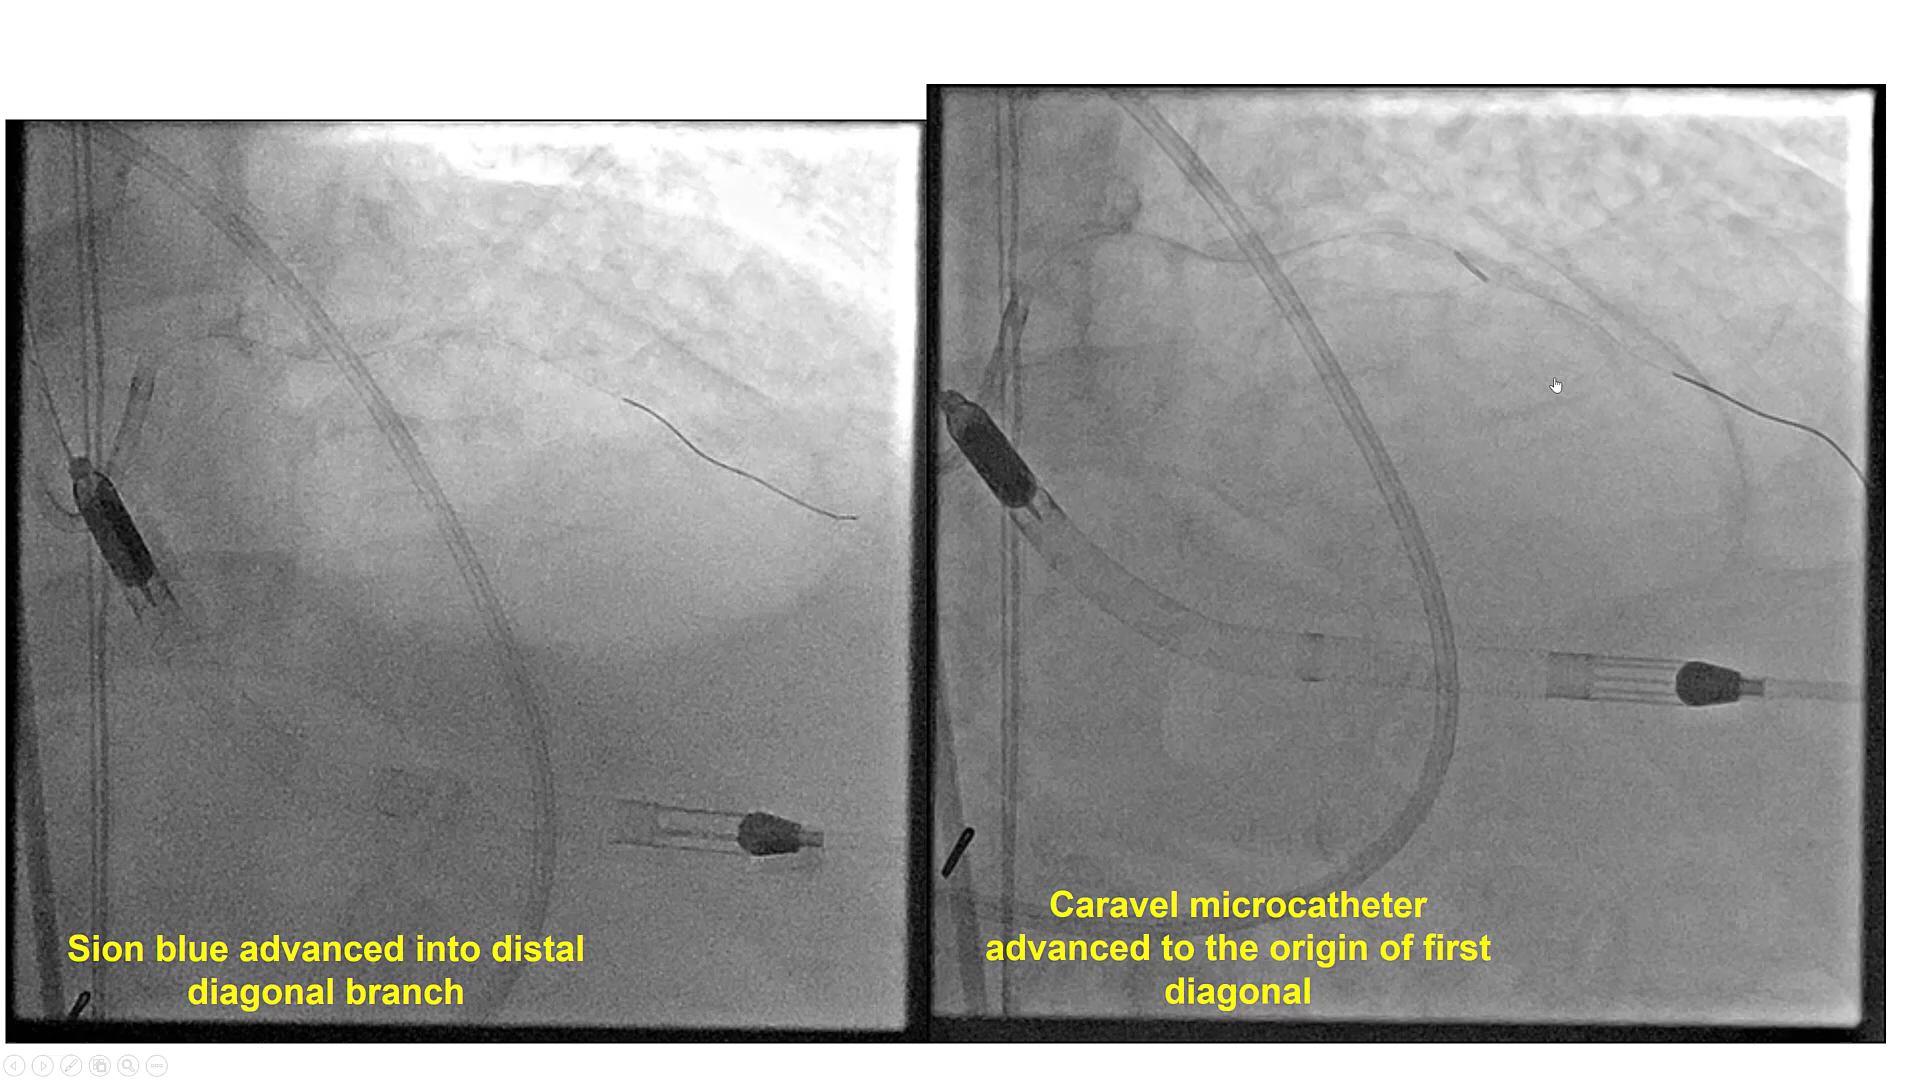 Sion blue advanced into distal
diagonal branch
Caravel microcatheter
advanced to the origin of first
diagonal